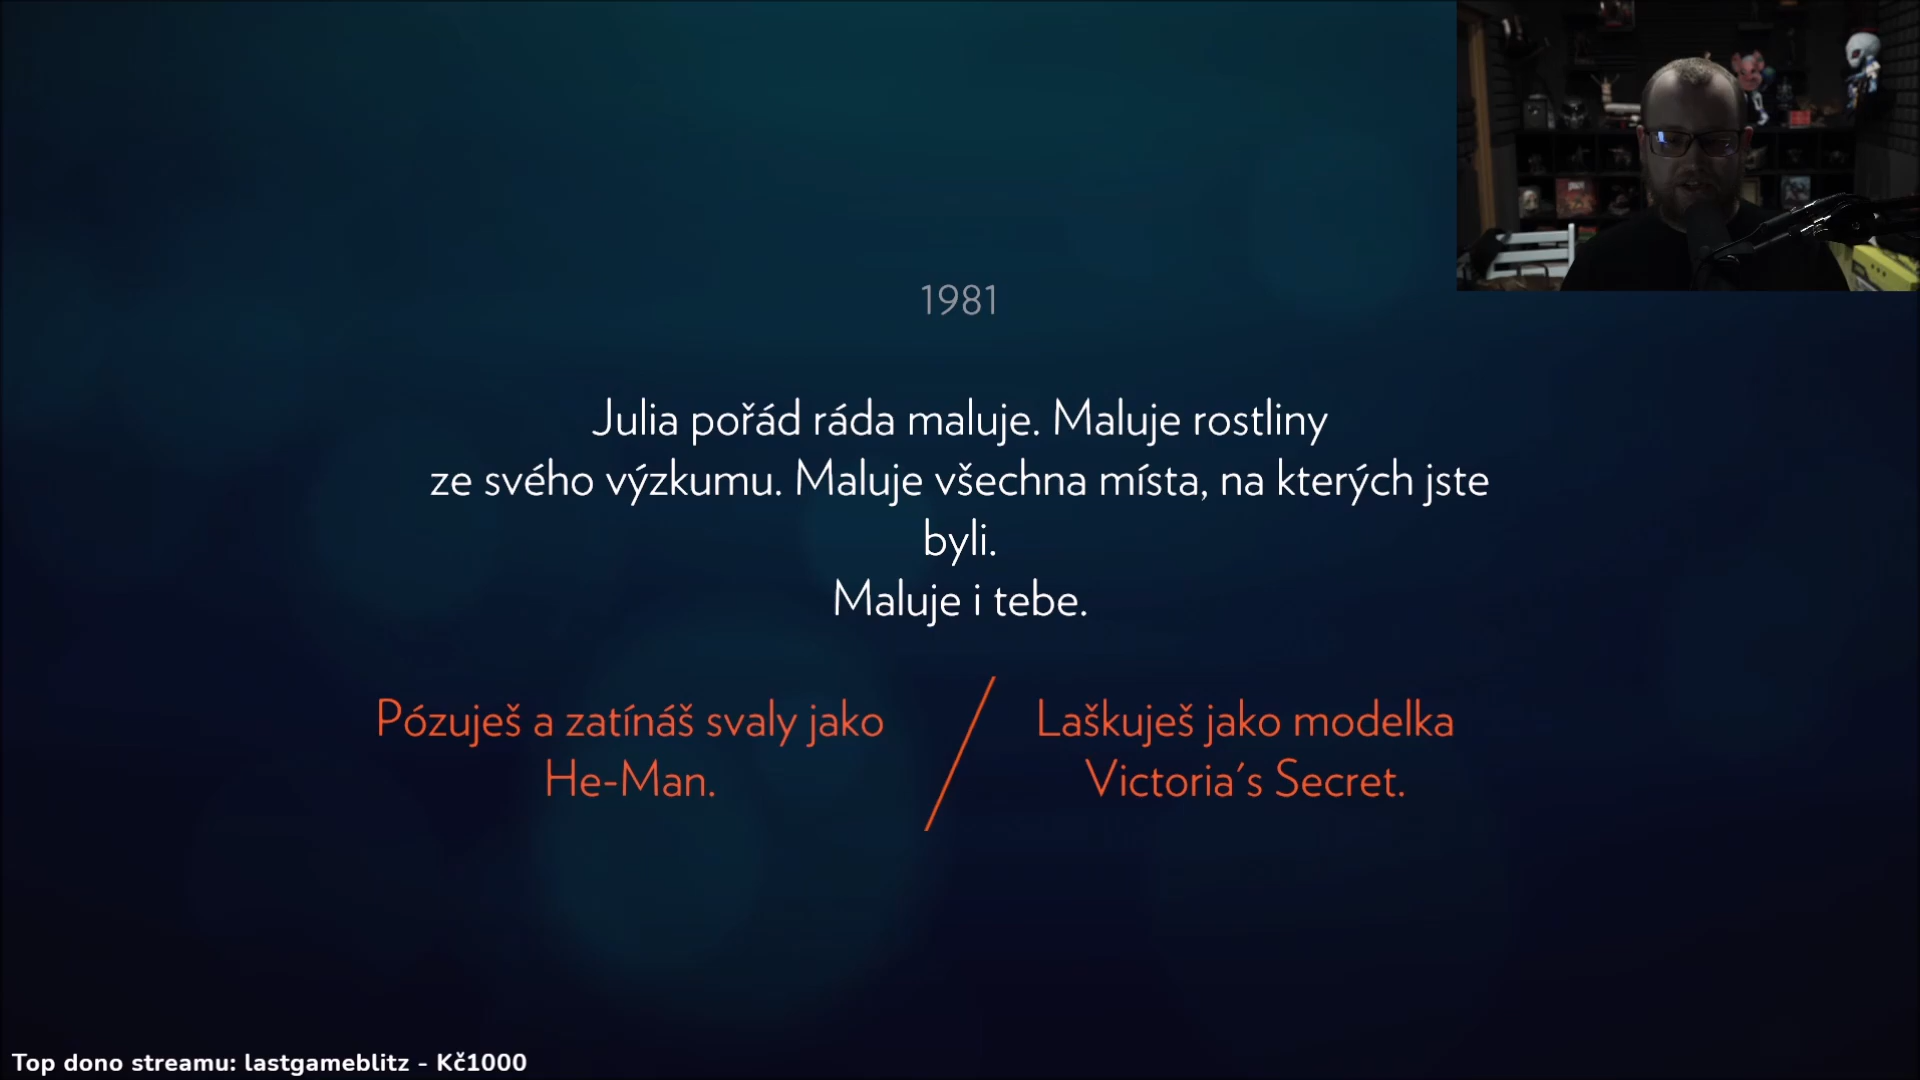 1981
Julia pořád ráda maluje. Maluje rostliny
ze svého výzkumu. Maluje všechna místa, na kterých jste
byli.
Maluje i tebe.
Pózuješ a zatínáš svaly jako
He-Man.
Laškuješ jako modelka
Victoria's Secret.
Top dono streamu: lastgameblitz - Kč1000